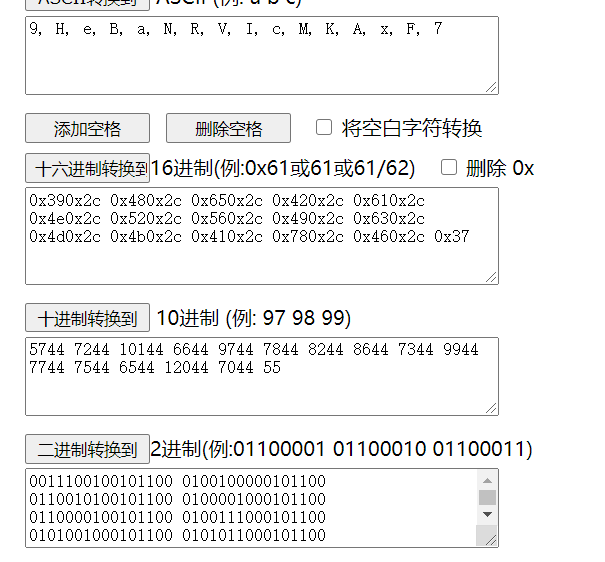 ASCII转换到 ASCII (例: a b c)
9, H, e, B, a, N, R, V, I, c, M, K, A, x, F, 7
添加空格 删除空格 将空白字符转换
十六进制转换到 16进制(例:0x61或61或61/62) 删除 0x
0x390x2c 0x480x2c 0x650x2c 0x420x2c 0x610x2c
0x4e0x2c 0x520x2c 0x560x2c 0x490x2c 0x630x2c
0x4d0x2c 0x4b0x2c 0x410x2c 0x780x2c 0x460x2c 0x37
十进制转换到 10进制 (例: 97 98 99)
5744 7244 10144 6644 9744 7844 8244 8644 7344 9944
7744 7544 6544 12044 7044 55
二进制转换到 2进制(例:01100001 01100010 01100011)
0011100100101100 0100100000101100
0110010100101100 0100001000101100
0110000100101100 0100111000101100
0101001000101100 0101011000101100